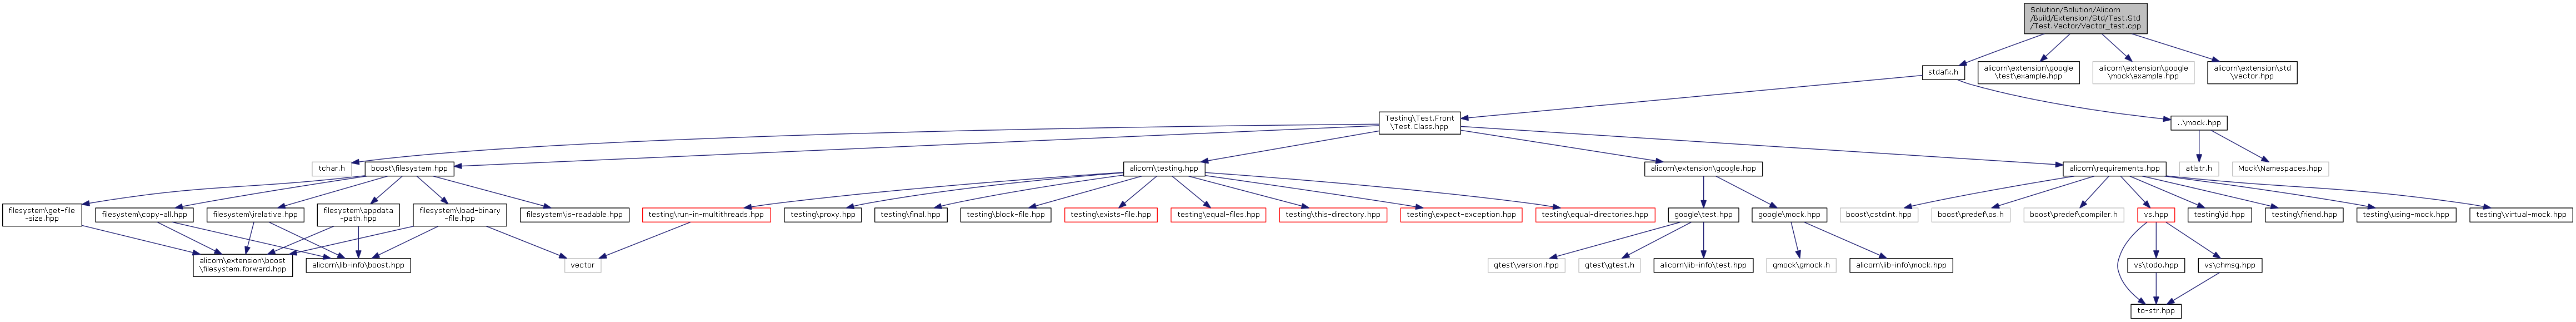 Solution/Solution/Alicorn
/Build/Extension/Std/Test.Std
/Test.Vector/Vector_test.cpp
stdafx.h
alicorn\extension\google
\test\example.hpp
alicorn\extension\google
\mock\example.hpp
alicorn\extension\std
\vector.hpp
Testing\Test.Front
\Test.Class.hpp
..\mock.hpp
tchar.h
boost\filesystem.hpp
alicorn\testing.hpp
alicorn\extension\google.hpp
alicorn\requirements.hpp
atlstr.h
Mock\Namespaces.hpp
filesystem\get-file
-size.hpp
filesystem\copy-all.hpp
filesystem\relative.hpp
filesystem\appdata
-path.hpp
filesystem\load-binary
-file.hpp
filesystem\is-readable.hpp
testing\run-in-multithreads.hpp
testing\proxy.hpp
testing\final.hpp
testing\block-file.hpp
testing\exists-file.hpp
testing\equal-files.hpp
testing\this-directory.hpp
testing\expect-exception.hpp
testing\equal-directories.hpp
google\test.hpp
google\mock.hpp
boost\cstdint.hpp
boost\predef\os.h
boost\predef\compiler.h
vs.hpp
testing\id.hpp
testing\friend.hpp
testing\using-mock.hpp
testing\virtual-mock.hpp
alicorn\extension\boost
\filesystem.forward.hpp
alicorn\lib-info\boost.hpp
vector
gtest\version.hpp
gtest\gtest.h
alicorn\lib-info\test.hpp
gmock\gmock.h
alicorn\lib-info\mock.hpp
vs\todo.hpp
vs\chmsg.hpp
to-str.hpp